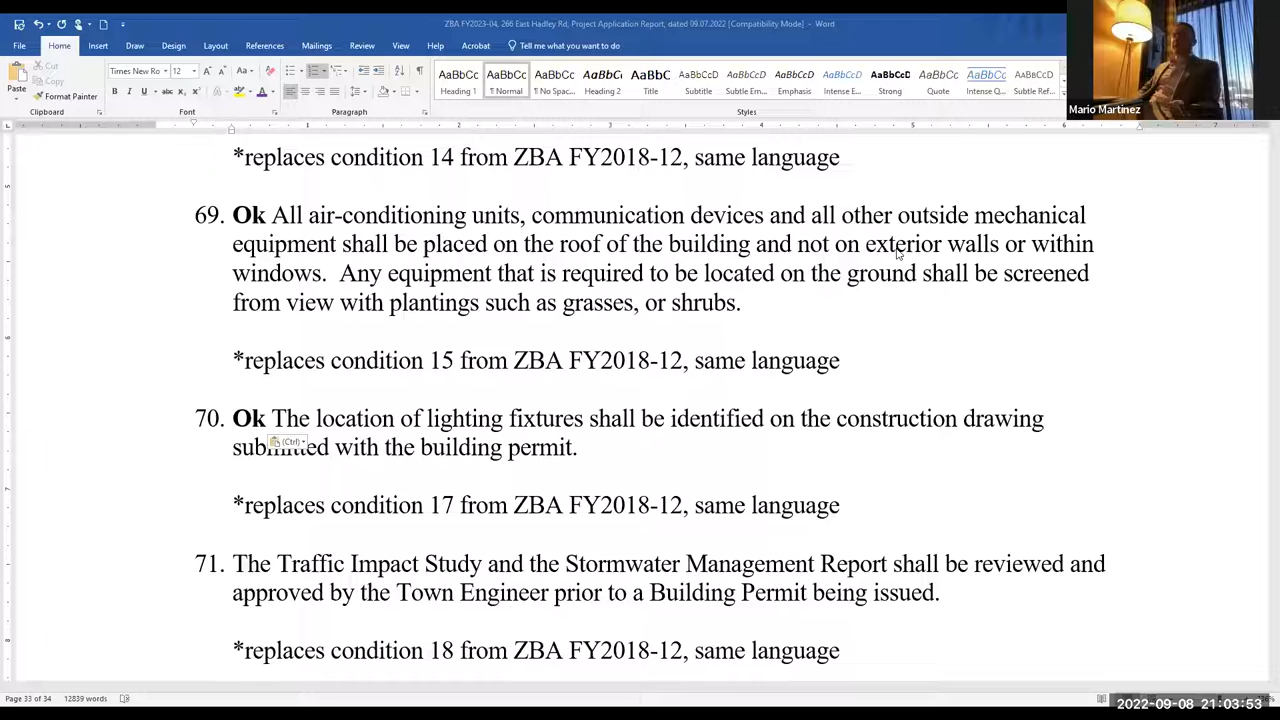 ZBA FY2023-04, 266 East Hadley Rd, Project Application Report, dated 09.07.2022 [Compatibility Mode] - Word
File Home Insert Draw Design Layout References Mailings Review View Help Acrobat Tell me what you want to do
Paste Cut Copy Format Painter
Times New Ro 12
Heading 1 ¶ Normal ¶ No Spac... Heading 2 Title Subtitle Subtle Em... Emphasis Intense E... Strong Quote Intense Q... Subtle Ref...
Clipboard Font Paragraph Styles
Mario Martinez
*replaces condition 14 from ZBA FY2018-12, same language
69. Ok All air-conditioning units, communication devices and all other outside mechanical
equipment shall be placed on the roof of the building and not on exterior walls or within
windows. Any equipment that is required to be located on the ground shall be screened
from view with plantings such as grasses, or shrubs.
*replaces condition 15 from ZBA FY2018-12, same language
70. Ok The location of lighting fixtures shall be identified on the construction drawing
submitted with the building permit.
(Ctrl)
*replaces condition 17 from ZBA FY2018-12, same language
71. The Traffic Impact Study and the Stormwater Management Report shall be reviewed and
approved by the Town Engineer prior to a Building Permit being issued.
*replaces condition 18 from ZBA FY2018-12, same language
Page 33 of 34 12839 words
2022-09-08 21:03:53